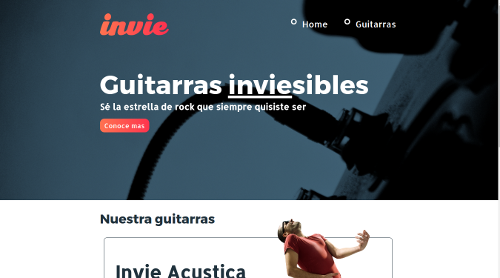 invie
Home
Guitarras
Guitarras inviesibles
Sé la estrella de rock que siempre quisiste ser
Conoce mas
Nuestra guitarras
Invie Acustica